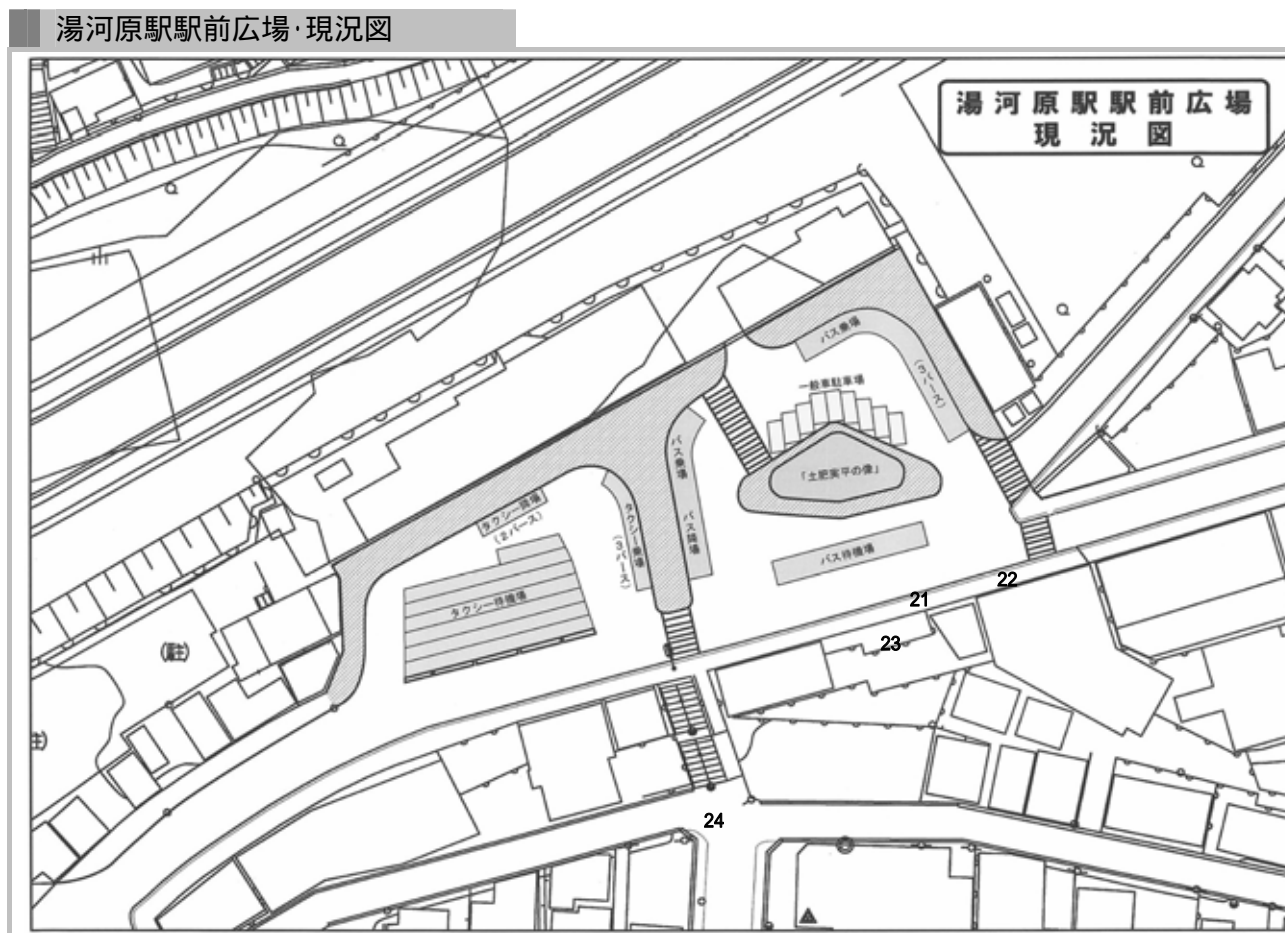 湯河原駅駅前広場・現況図
湯河原駅駅前広場
現況図
バス乗場
(3バース)
一般車駐車場
「土肥実平の像」
バス乗場
バス降場
バス待機場
タクシー降場
(2バース)
タクシー乗場
(3バース)
タクシー待機場
22
21
23
24